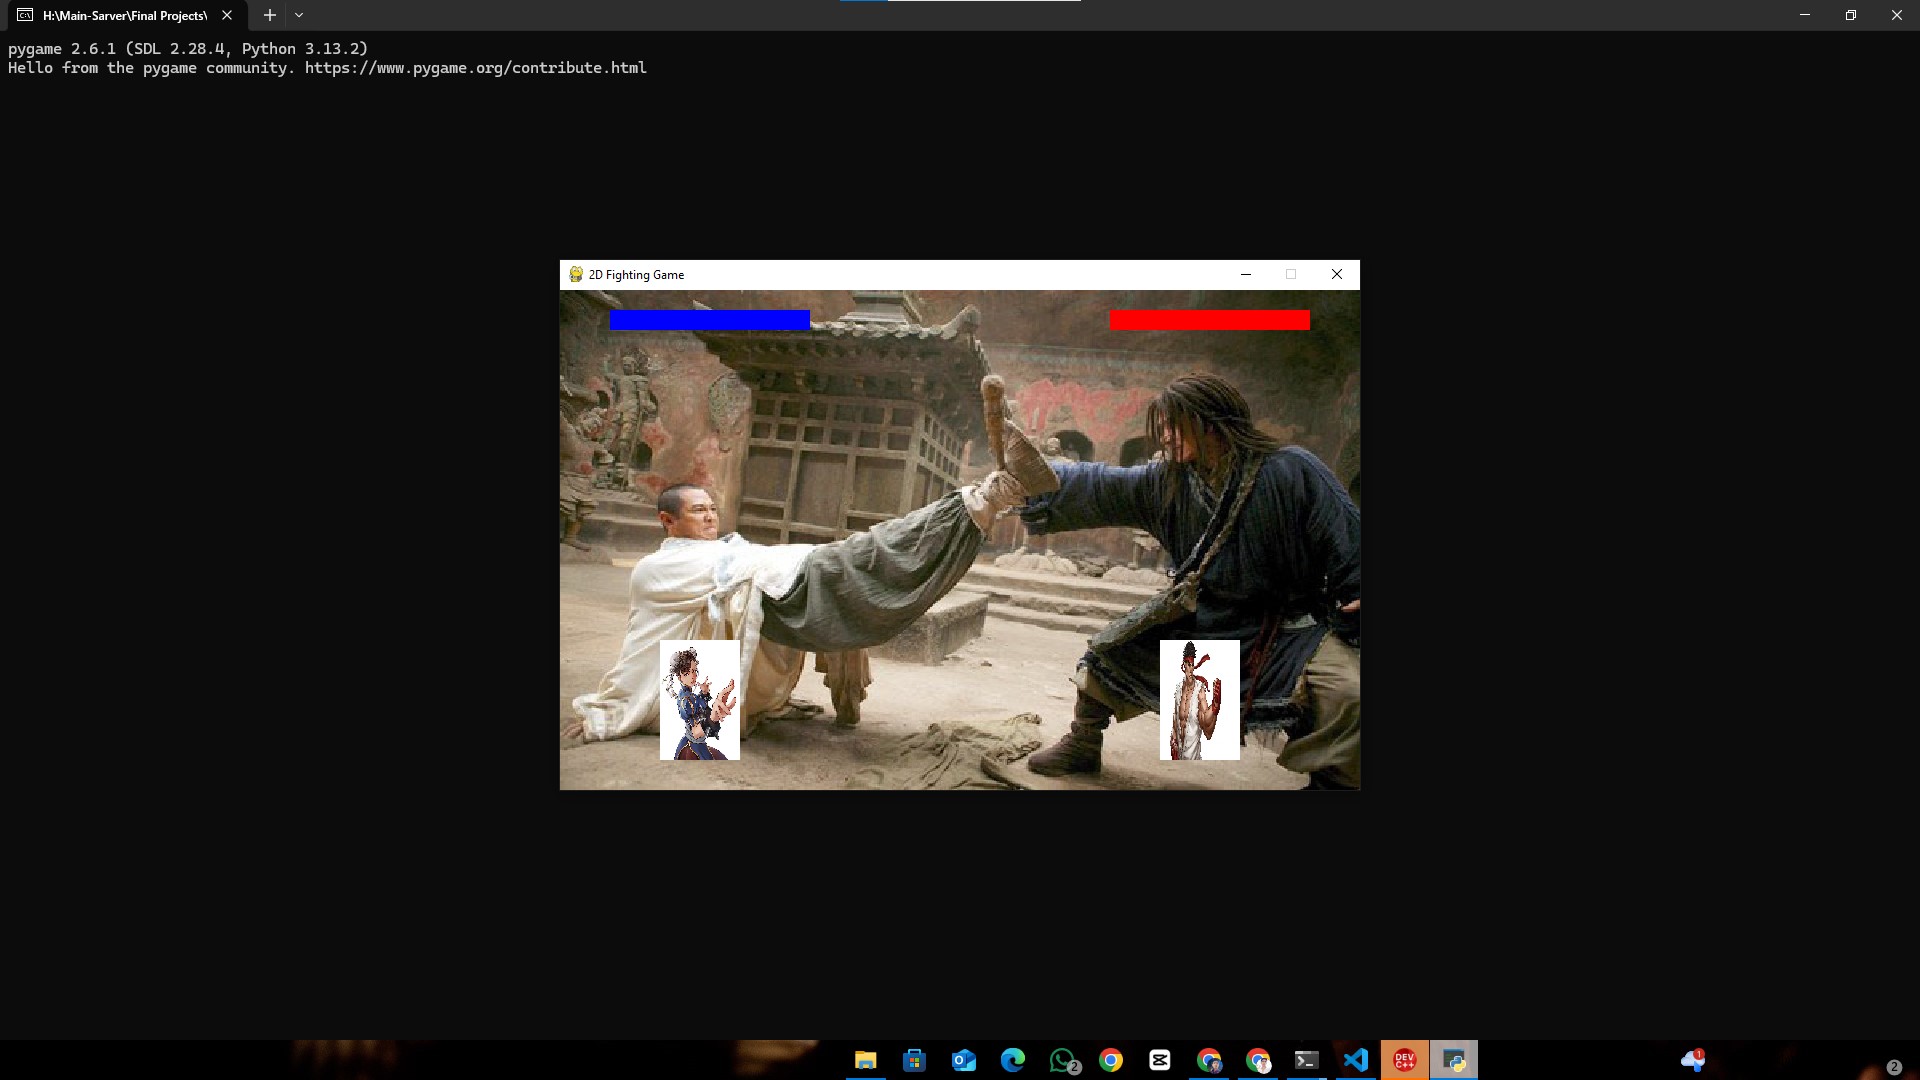 H:\Main-Sarver\Final Projects\
pygame 2.6.1 (SDL 2.28.4, Python 3.13.2)
Hello from the pygame community. https://www.pygame.org/contribute.html
2D Fighting Game
2
DEV
C++
1
2